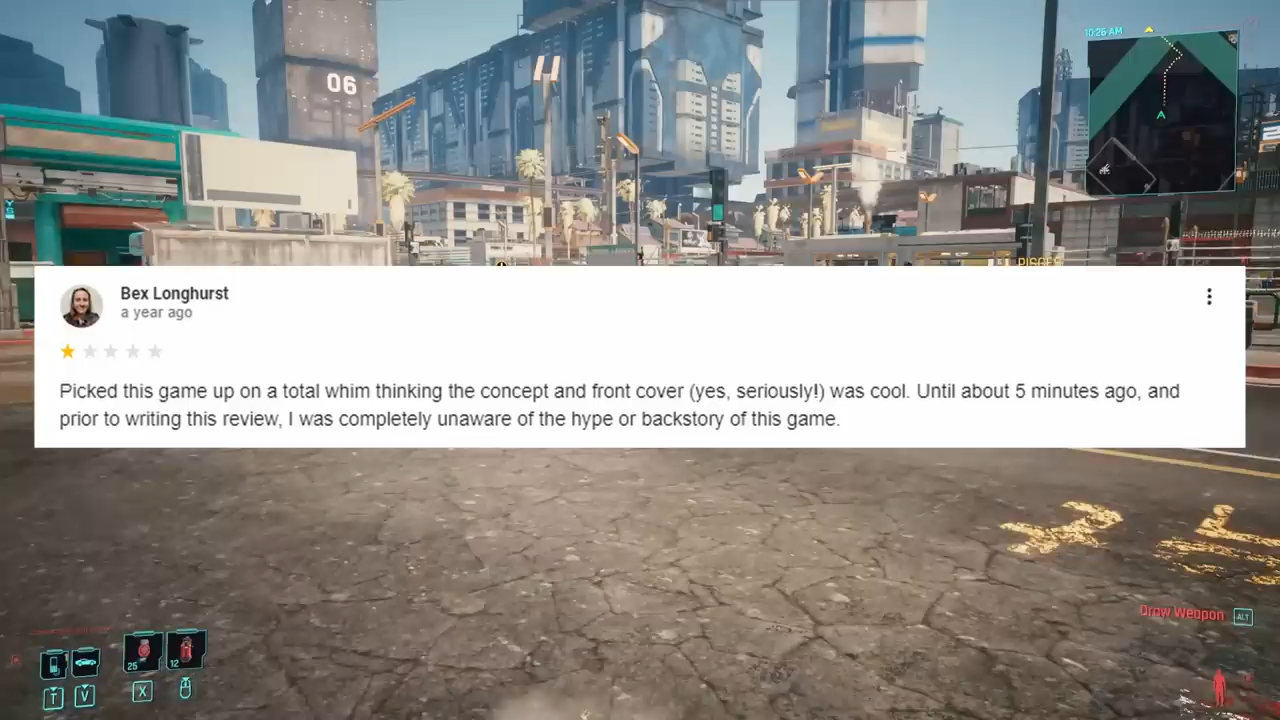 10:26 AM
06
Bex Longhurst
a year ago
Picked this game up on a total whim thinking the concept and front cover (yes, seriously!) was cool. Until about 5 minutes ago, and
prior to writing this review, I was completely unaware of the hype or backstory of this game.
Draw Weapon ALT
25
12
T
V
X